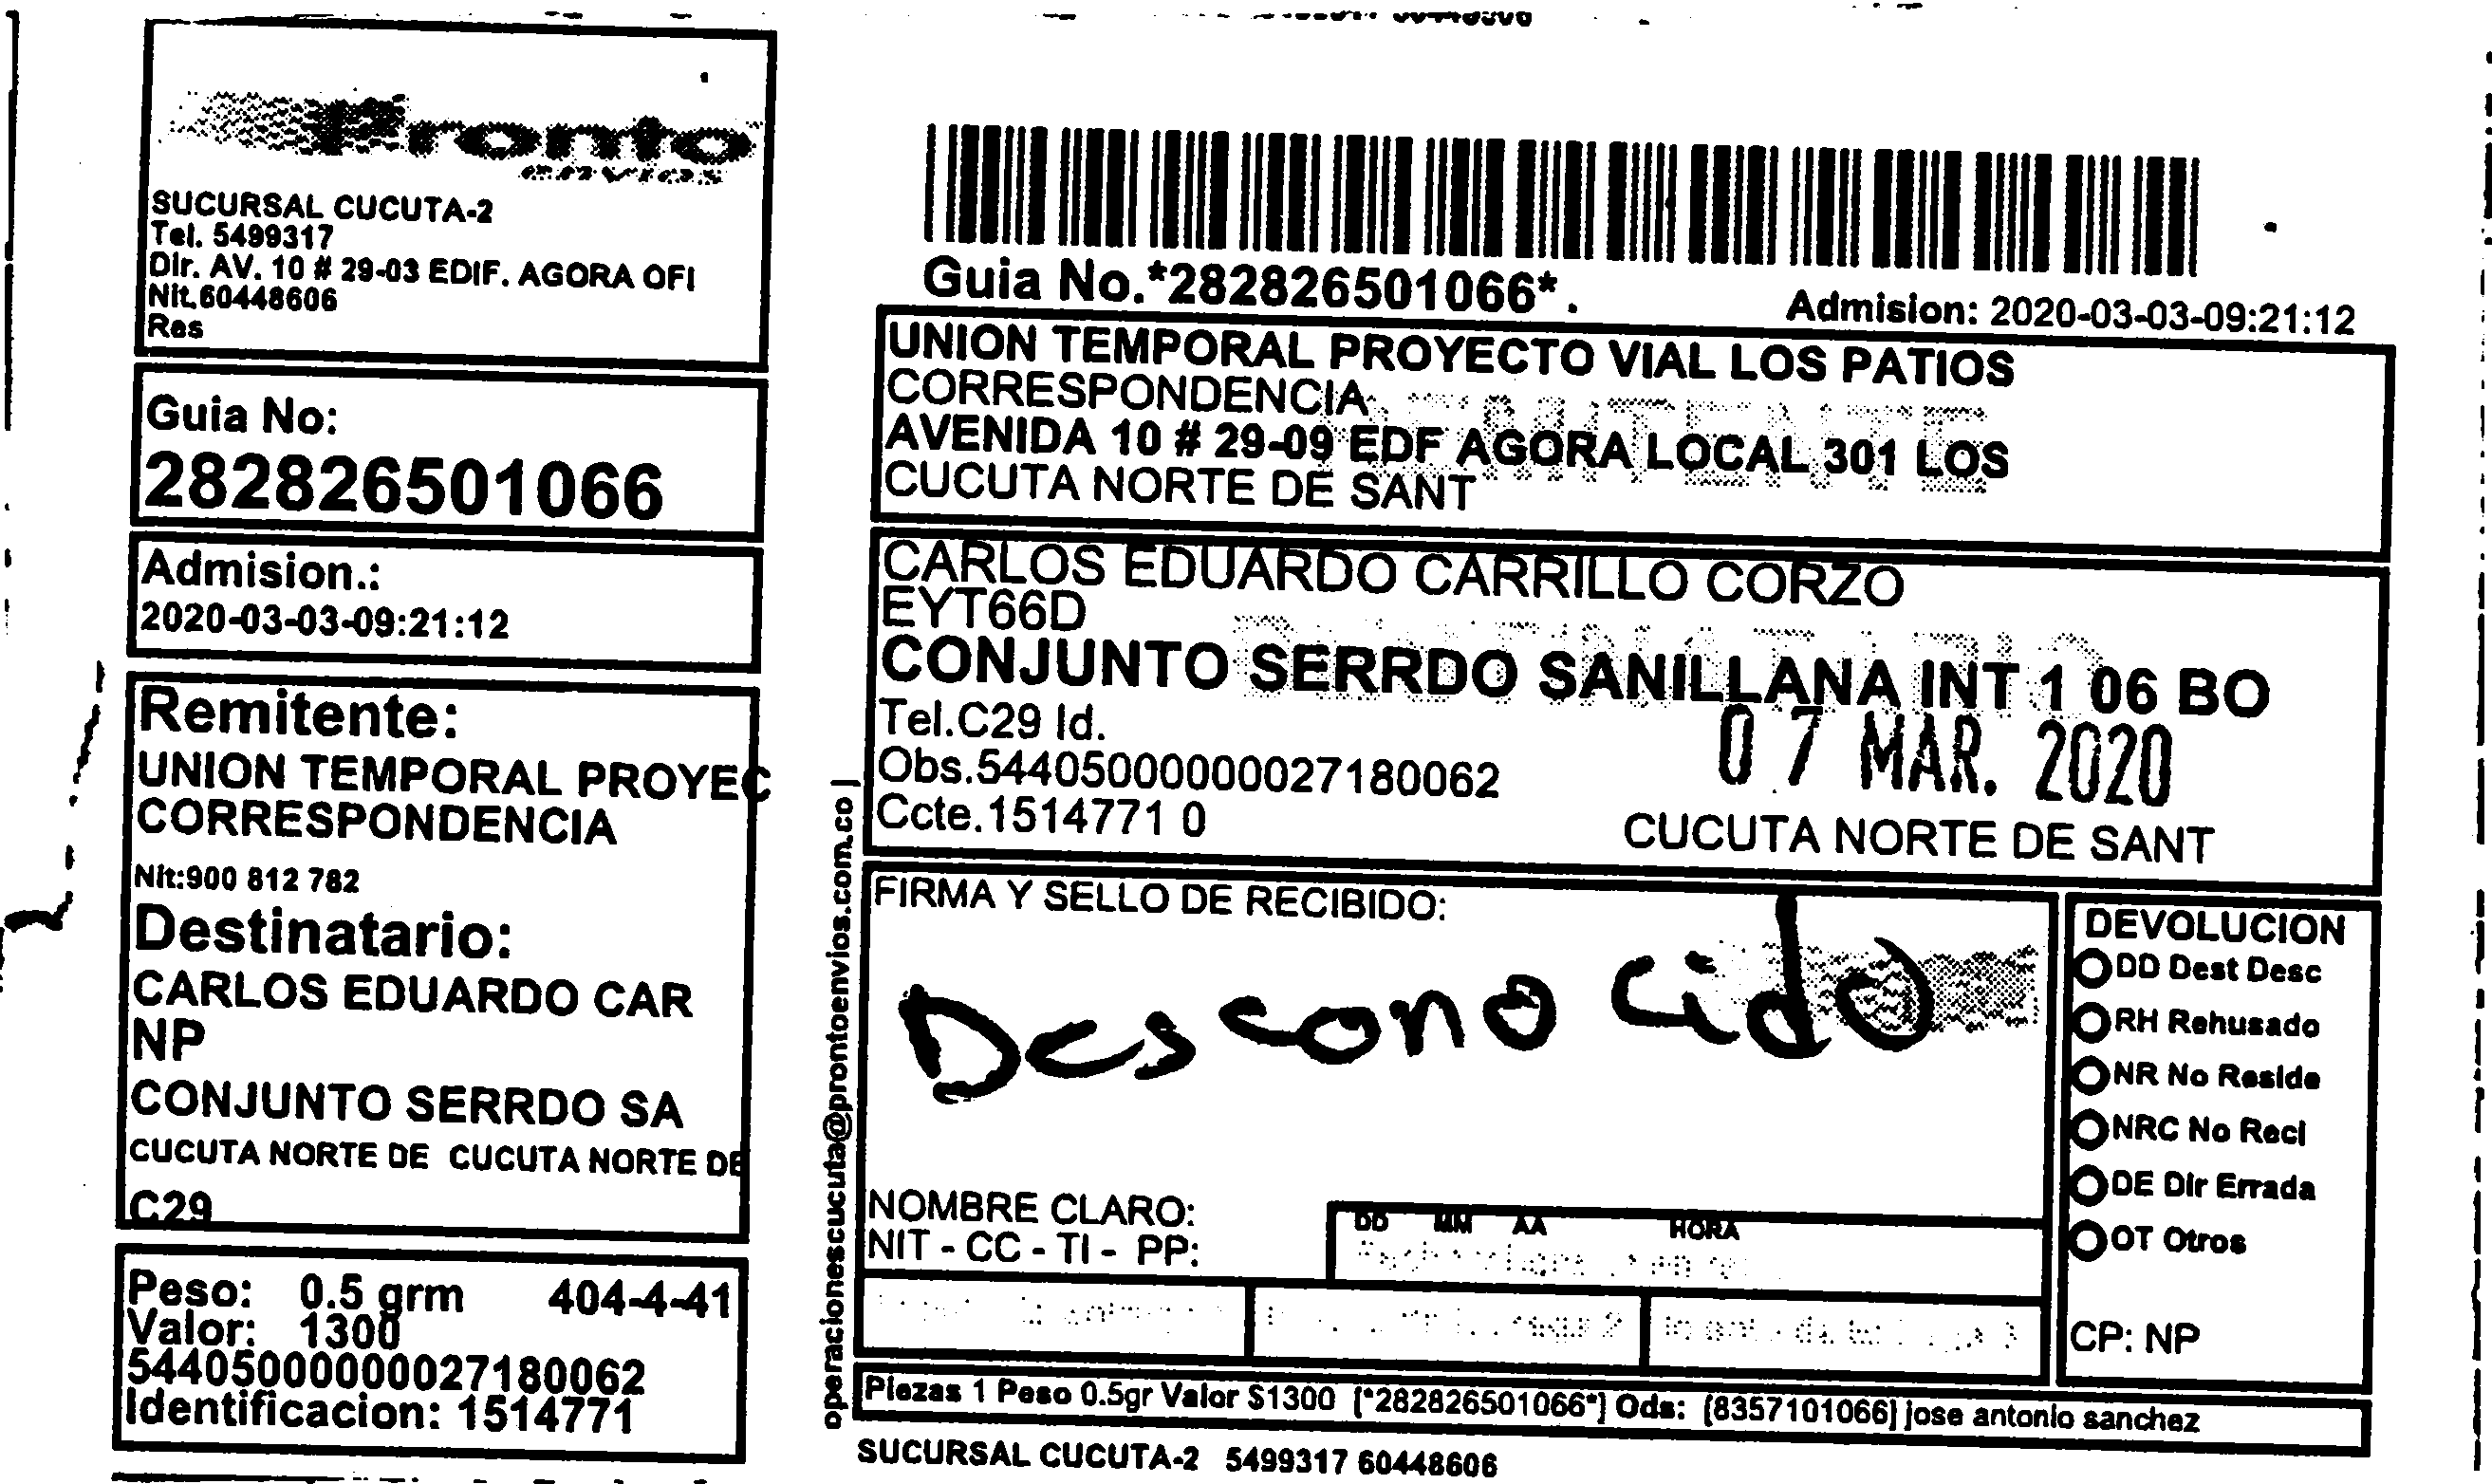 Pronto
envios
SUCURSAL CUCUTA-2
Tel. 5499317
Dir. AV. 10 # 29-03 EDIF. AGORA OFI
Nit.60448606
Res
Guia No:
282826501066
Admision.:
2020-03-03-09:21:12
Remitente:
UNION TEMPORAL PROYEC
CORRESPONDENCIA
Nit:900 812 782
Destinatario:
CARLOS EDUARDO CAR
NP
CONJUNTO SERRDO SA
CUCUTA NORTE DE CUCUTA NORTE DE
C29
Peso: 0.5 grm 404-4-41
Valor: 1300
544050000000027180062
Identificacion: 1514771
Guia No.*282826501066*.
Admision: 2020-03-03-09:21:12
UNION TEMPORAL PROYECTO VIAL LOS PATIOS
CORRESPONDENCIA
REMITENTE
AVENIDA 10 # 29-09 EDF AGORA LOCAL 301 LOS
CUCUTA NORTE DE SANT
CARLOS EDUARDO CARRILLO CORZO
EYT66D
DESTINATARIO
CONJUNTO SERRDO SANILLANA INT 1 06 BO
Tel.C29 Id.
07 MAR. 2020
Obs.544050000000027180062
Ccte.1514771 0
CUCUTA NORTE DE SANT
operacionescucuta@prontoenvios.com.co ]
FIRMA Y SELLO DE RECIBIDO:
Desconocido
NOMBRE CLARO:
NIT - CC - TI - PP:
DD MM AA HORA
DEVOLUCION
DD Dest Desc
RH Rehusado
NR No Reside
NRC No Reci
DE Dir Errada
OT Otros
CP: NP
Piezas 1 Peso 0.5gr Valor $1300 [*282826501066*] Ods: [8357101066] jose antonio sanchez
SUCURSAL CUCUTA-2 5499317 60448606